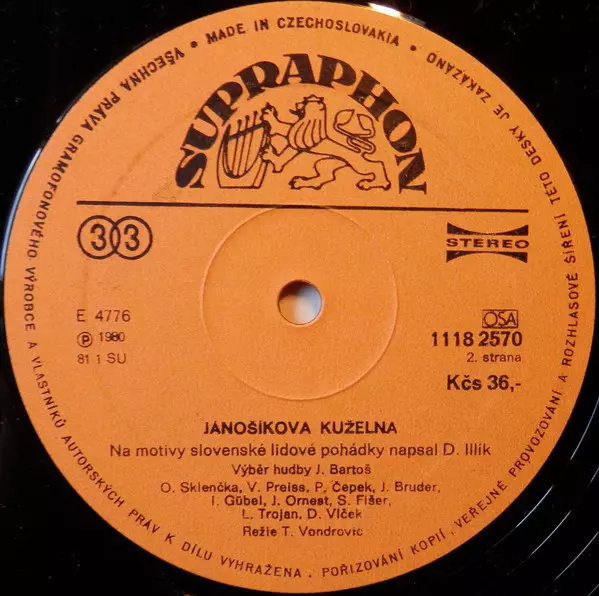 VŠECHNA PRÁVA GRAMOFONOVÉHO VÝROBCE A VLASTNÍKŮ AUTORSKÝCH PRÁV K DÍLU VYHRAŽENA. POŘIZOVÁNÍ KOPIÍ, VEŘEJNÉ PROVOZOVÁNÍ A ROZHLASOVÉ ŠÍŘENÍ TÉTO DESKY JE ZAKÁZÁNO • MADE IN CZECHOSLOVAKIA •
SUPRAPHON
33
STEREO
E 4776
OSA
Ⓟ 1980
1118 2570
81 1 SU
2. strana
Kčs 36,-
JANOŠÍKOVA KUŽELNA
Na motivy slovenské lidové pohádky napsal D. Illík
Výběr hudby J. Bartoš
O. Sklenčka, V. Preiss, P. Čepek, J. Bruder,
I. Gübel, J. Ornest, S. Fišer,
L. Trojan, D. Vlček
Režie T. Vondrovic